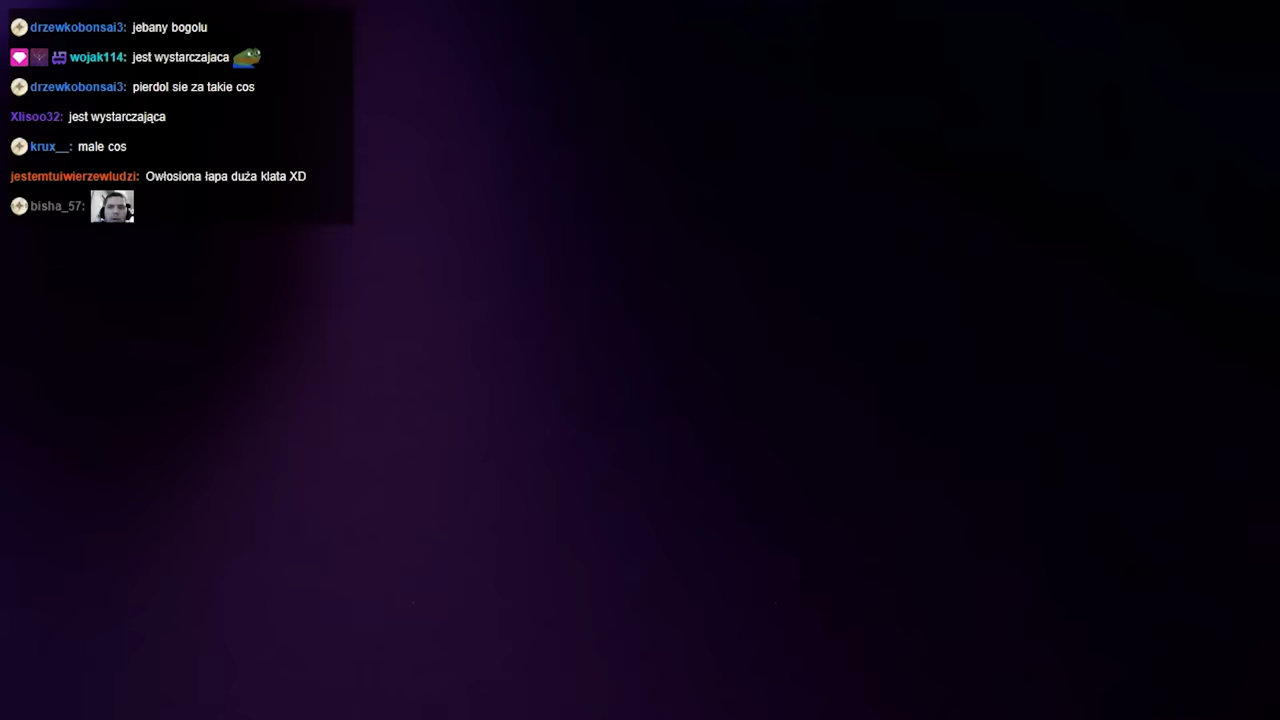 drzewkobonsai3: jebany bogolu
wojak114: jest wystarczajaca
drzewkobonsai3: pierdol sie za takie cos
Xlisoo32: jest wystarczająca
krux__: male cos
jestemtuiwierzewludzi: Owłosiona łapa duża klata XD
bisha_57: